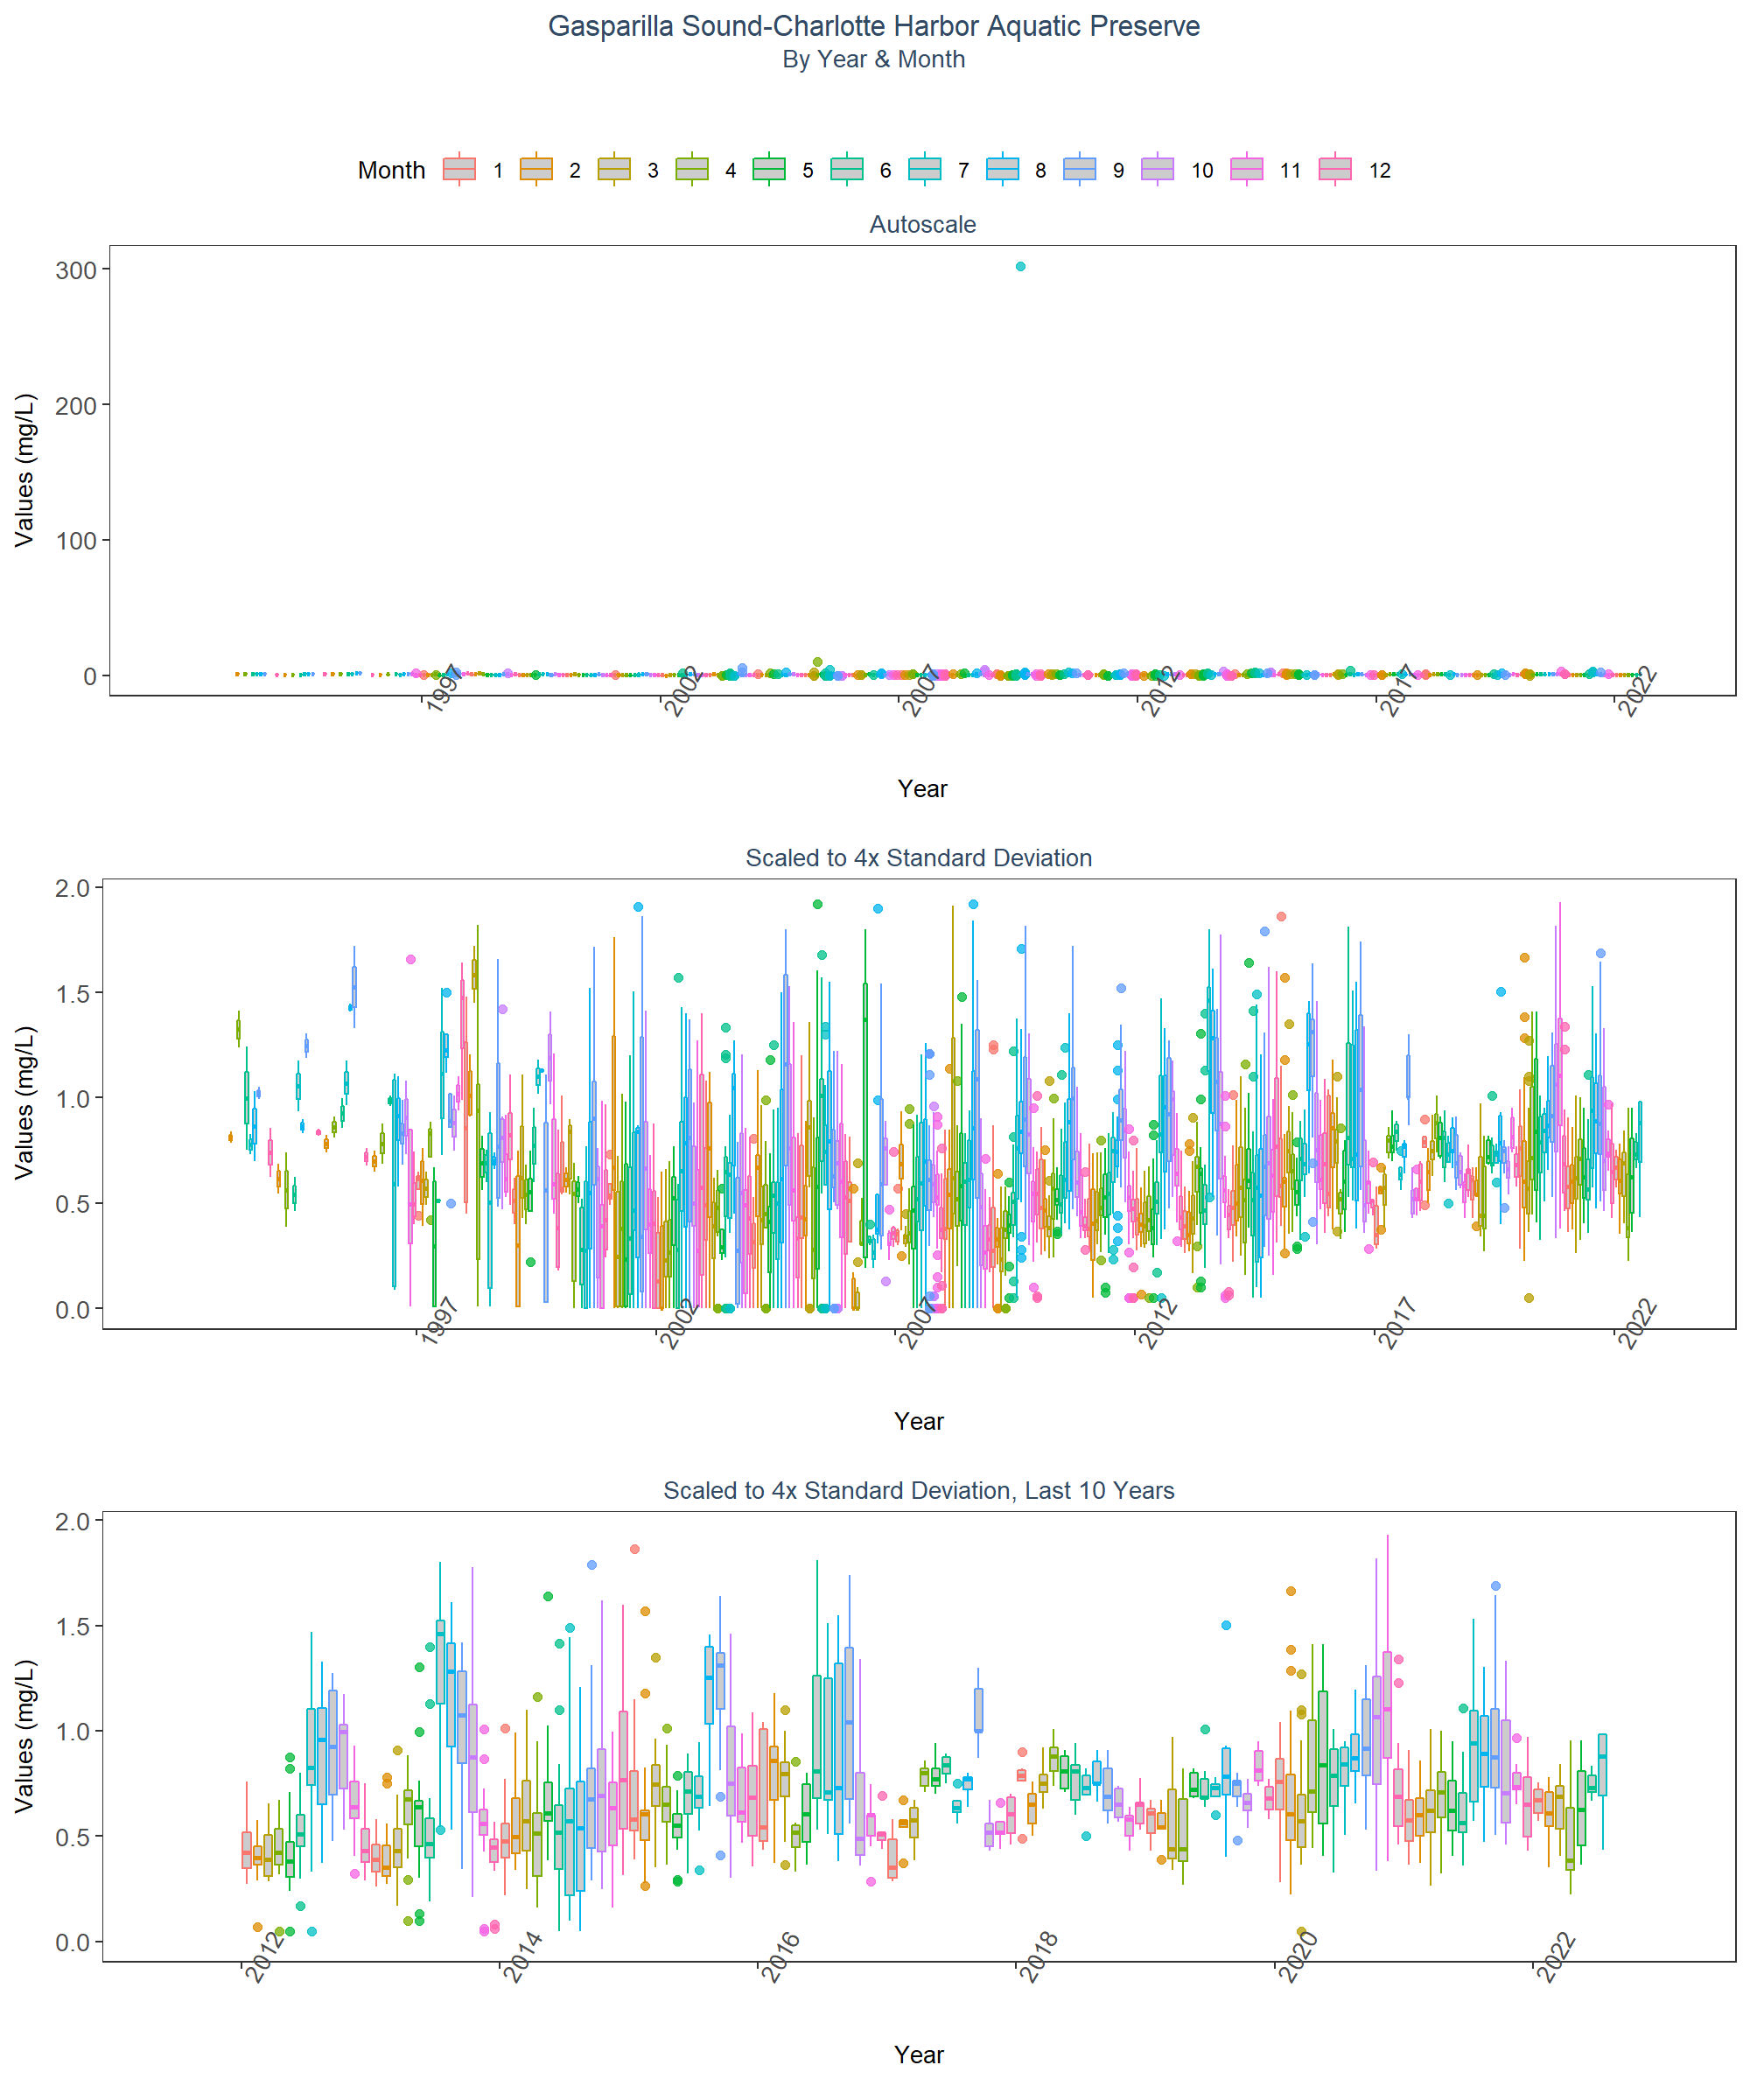 Gasparilla Sound-Charlotte Harbor Aquatic Preserve
By Year & Month
Month 1 2 3 4 5 6 7 8 9 10 11 12
Autoscale
300
200
100
0
Values (mg/L)
1997 2002 2007 2012 2017 2022
Year
Scaled to 4x Standard Deviation
2.0
1.5
1.0
0.5
0.0
Values (mg/L)
1997 2002 2007 2012 2017 2022
Year
Scaled to 4x Standard Deviation, Last 10 Years
2.0
1.5
1.0
0.5
0.0
Values (mg/L)
2012 2014 2016 2018 2020 2022
Year